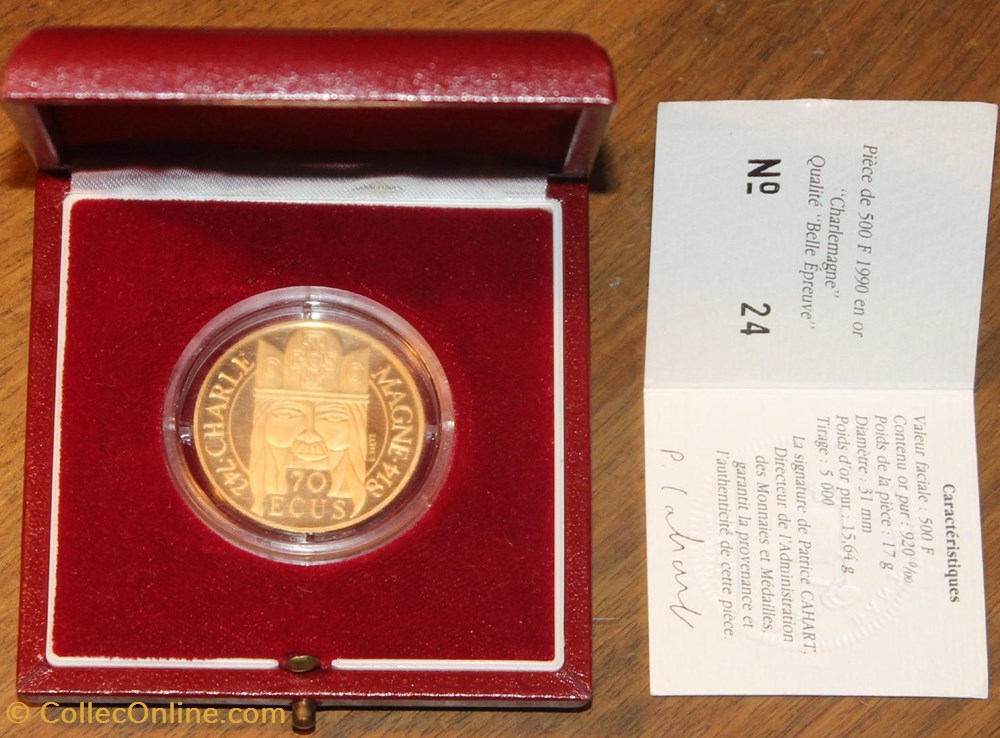 CHARLE MAGNE
742 814
70
ECUS
Pièce de 500 F 1990 en or
"Charlemagne"
Qualité "Belle Épreuve"
Nº 24
Caractéristiques
Valeur faciale : 500 F
Contenu or pur : 920 ‰
Poids de la pièce : 17 g
Diamètre : 31 mm
Poids d'or pur : 15,64 g
Tirage : 5 000
La signature de Patrice CAHART,
Directeur de l'Administration
des Monnaies et Médailles,
garantit la provenance et
l'authenticité de cette pièce.
P. Cahart
© CollecOnline.com